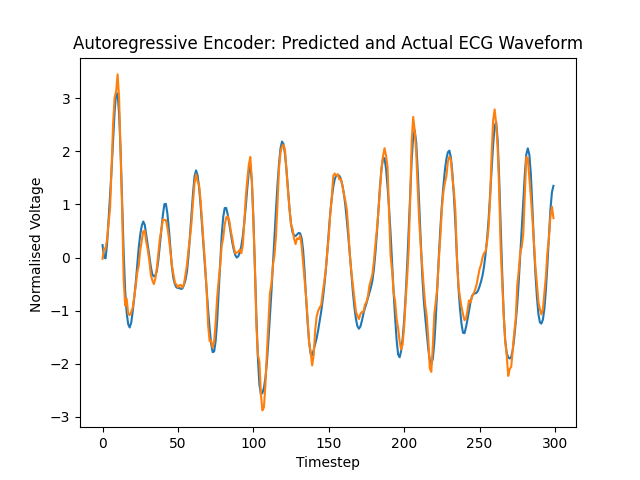 Autoregressive Encoder: Predicted and Actual ECG Waveform
Normalised Voltage
3
2
1
0
−1
−2
−3
0 50 100 150 200 250 300
Timestep